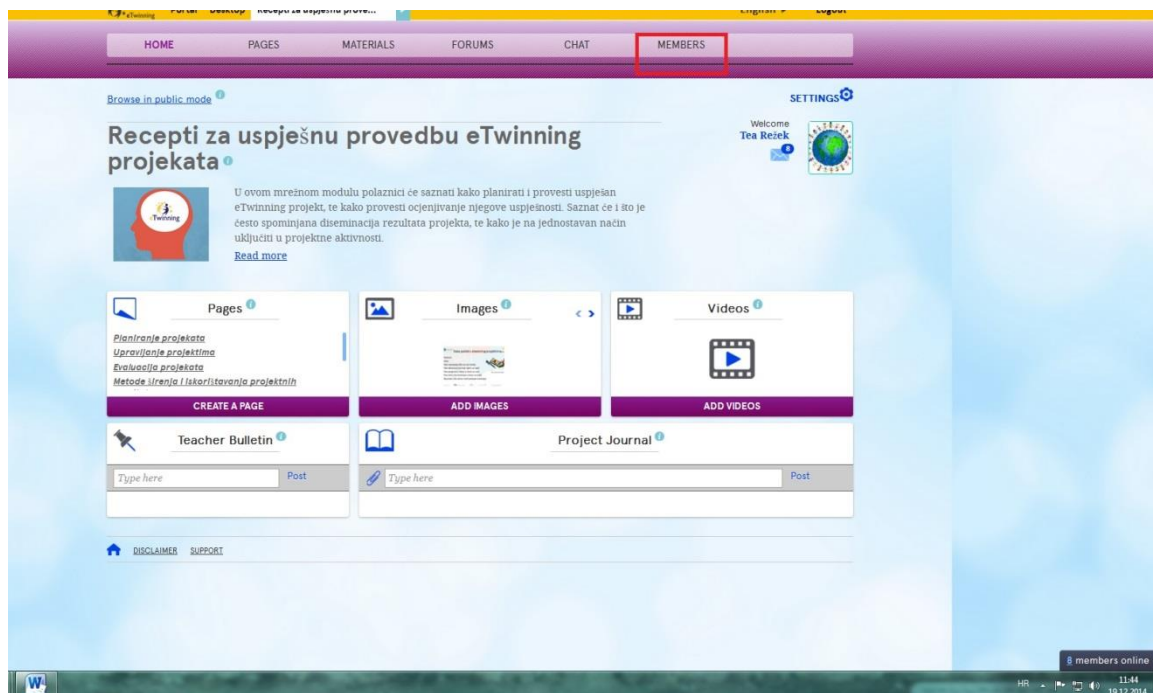 eTwinning Portal Desktop Recepti za uspješnu prove... English Logout
HOME PAGES MATERIALS FORUMS CHAT MEMBERS
Browse in public mode
SETTINGS
Welcome
Tea Režek
8
Recepti za uspješnu provedbu eTwinning
projekata
eTwinning
U ovom mrežnom modulu polaznici će saznati kako planirati i provesti uspješan
eTwinning projekt, te kako provesti ocjenjivanje njegove uspješnosti. Saznat će i što je
često spominjana diseminacija rezultata projekta, te kako je na jednostavan način
uključiti u projektne aktivnosti.
Read more
Pages
Planiranje projekata
Upravljanje projektima
Evaluacija projekata
Metode širenja i iskorištavanja projektnih
CREATE A PAGE
Images
ADD IMAGES
Videos
ADD VIDEOS
Teacher Bulletin
Type here Post
Project Journal
Type here Post
DISCLAIMER SUPPORT
8 members online
W
HR 11:44
19.12.2014